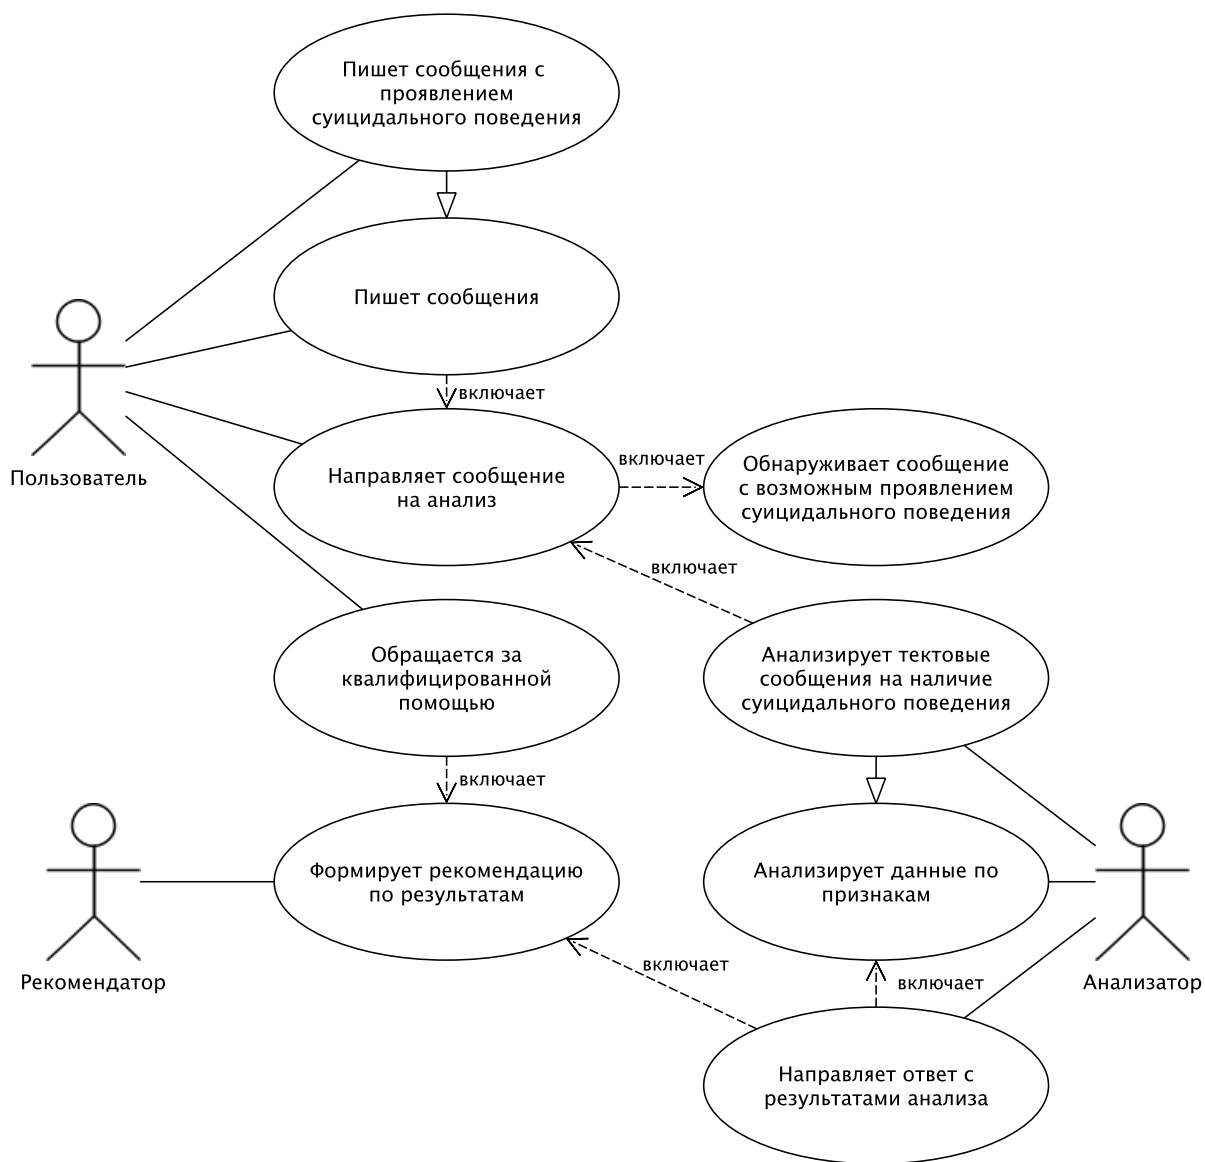 Пишет сообщения с
проявлением
суицидального поведения
Пишет сообщения
включает
Пользователь
Направляет сообщение
на анализ
включает
Обнаруживает сообщение
с возможным проявлением
суицидального поведения
включает
Обращается за
квалифицированной
помощью
Анализирует тектовые
сообщения на наличие
суицидального поведения
включает
Рекомендатор
Формирует рекомендацию
по результатам
Анализирует данные по
признакам
Анализатор
включает
включает
Направляет ответ с
результатами анализа